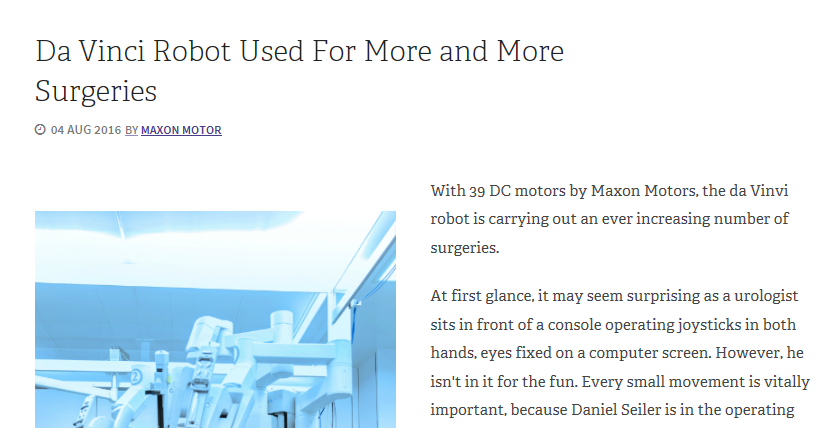 Da Vinci Robot Used For More and More
Surgeries
04 AUG 2016 BY MAXON MOTOR
With 39 DC motors by Maxon Motors, the da Vinvi
robot is carrying out an ever increasing number of
surgeries.
At first glance, it may seem surprising as a urologist
sits in front of a console operating joysticks in both
hands, eyes fixed on a computer screen. However, he
isn't in it for the fun. Every small movement is vitally
important, because Daniel Seiler is in the operating
2